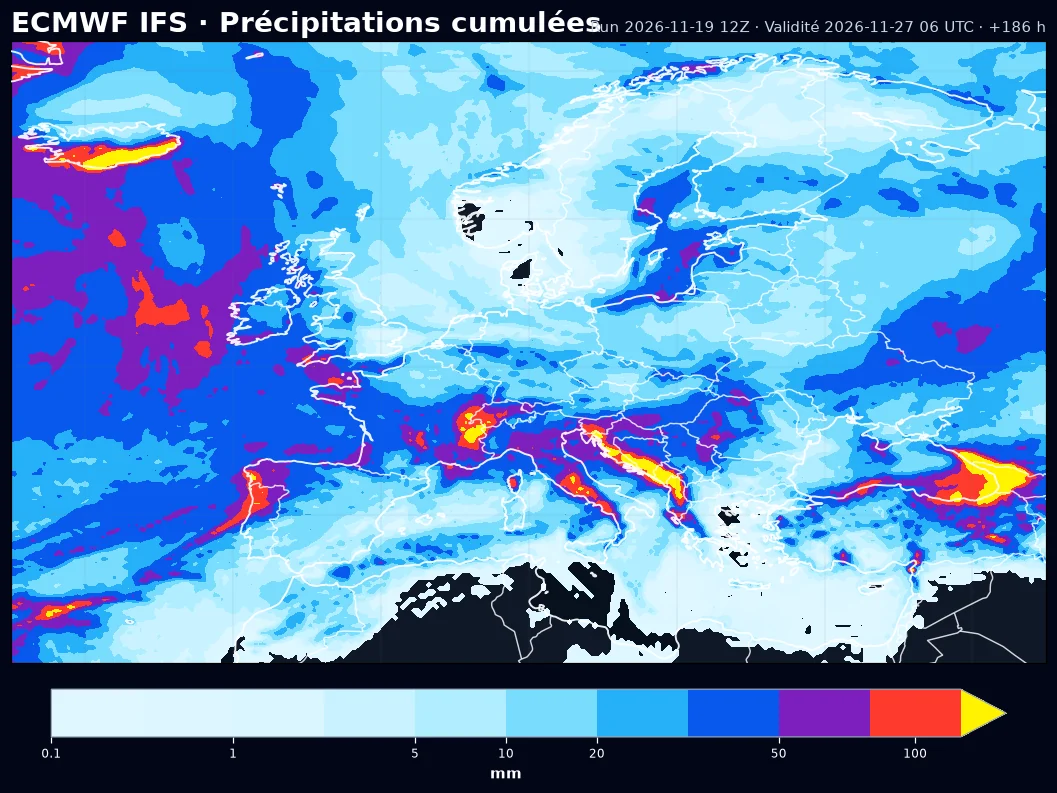 ECMWF IFS · Précipitations cumulées
Run 2026-11-19 12Z · Validité 2026-11-27 06 UTC · +186 h
0.1 1 5 10 20 50 100
mm